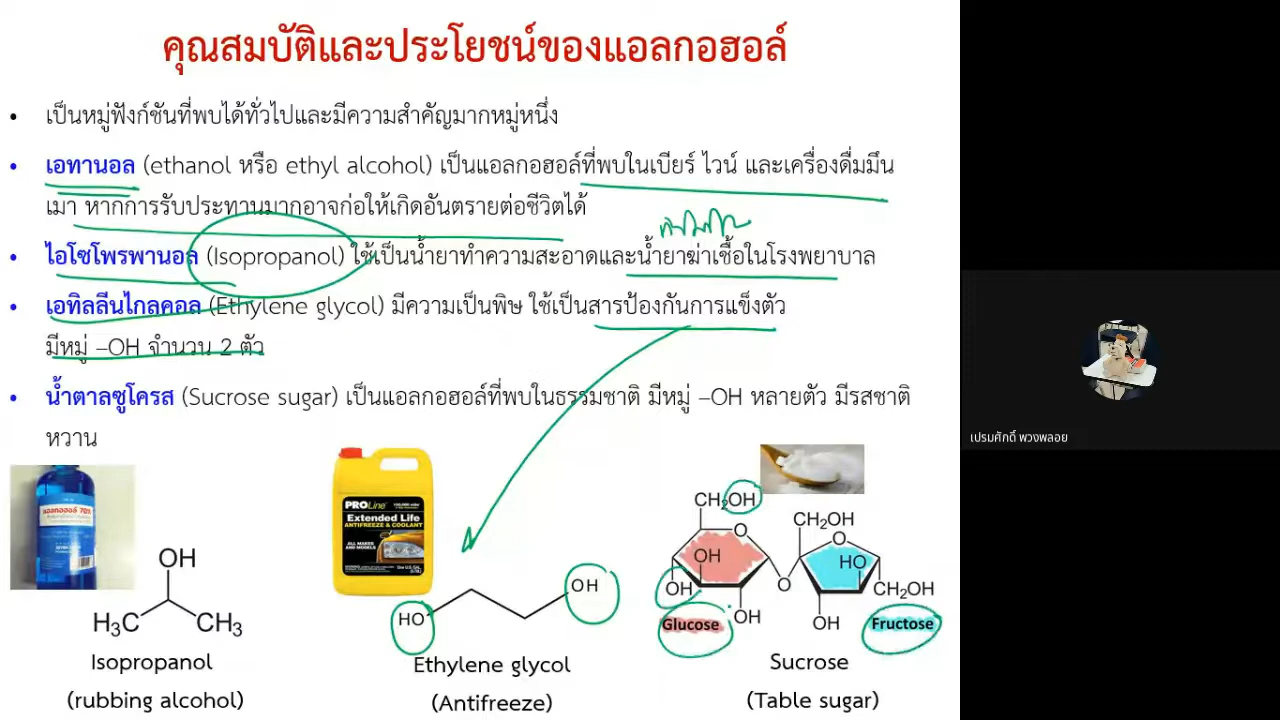 คุณสมบัติและประโยชน์ของแอลกอฮอล์
• เป็นหมู่ฟังก์ชันที่พบได้ทั่วไปและมีความสำคัญมากหมู่หนึ่ง
• เอทานอล (ethanol หรือ ethyl alcohol) เป็นแอลกอฮอล์ที่พบในเบียร์ ไวน์ และเครื่องดื่มมึน
เมา หากการรับประทานมากอาจก่อให้เกิดอันตรายต่อชีวิตได้
• ไอโซโพรพานอล (Isopropanol) ใช้เป็นน้ำยาทำความสะอาดและน้ำยาฆ่าเชื้อในโรงพยาบาล
• เอทิลลีนไกลคอล (Ethylene glycol) มีความเป็นพิษ ใช้เป็นสารป้องกันการแข็งตัว
มีหมู่ –OH จำนวน 2 ตัว
• น้ำตาลซูโครส (Sucrose sugar) เป็นแอลกอฮอล์ที่พบในธรรมชาติ มีหมู่ –OH หลายตัว มีรสชาติ
หวาน
เปรมศักดิ์ พวงพลอย
แอลกอฮอล์ 70%
OH
H3C CH3
Isopropanol
(rubbing alcohol)
PROLine
Extended Life
ANTIFREEZE & COOLANT
ALL MAKES
AND MODELS
HO OH
Ethylene glycol
(Antifreeze)
CH2OH
O
OH
OH
OH
Glucose
O
CH2OH
O
HO
CH2OH
OH
Fructose
Sucrose
(Table sugar)